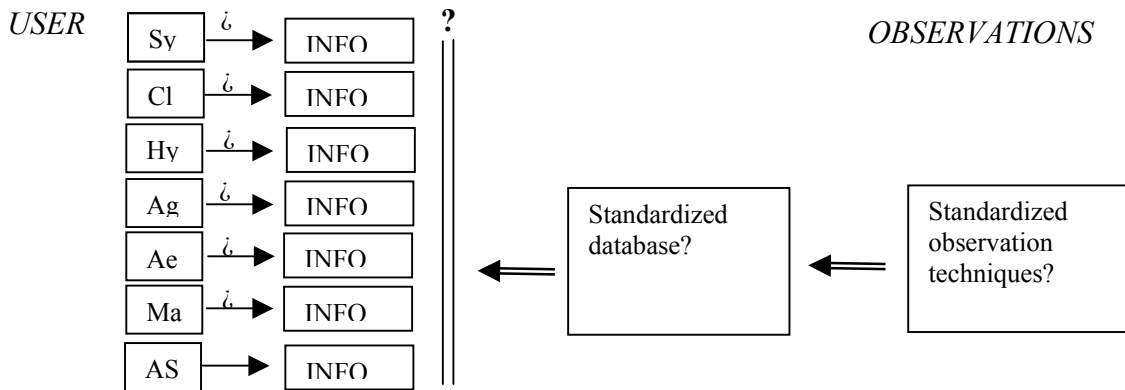 USER
?
OBSERVATIONS
Sy ¿ INFO
Cl ¿ INFO
Hy ¿ INFO
Ag ¿ INFO
Ae ¿ INFO
Ma ¿ INFO
AS INFO
Standardized
database?
Standardized
observation
techniques?